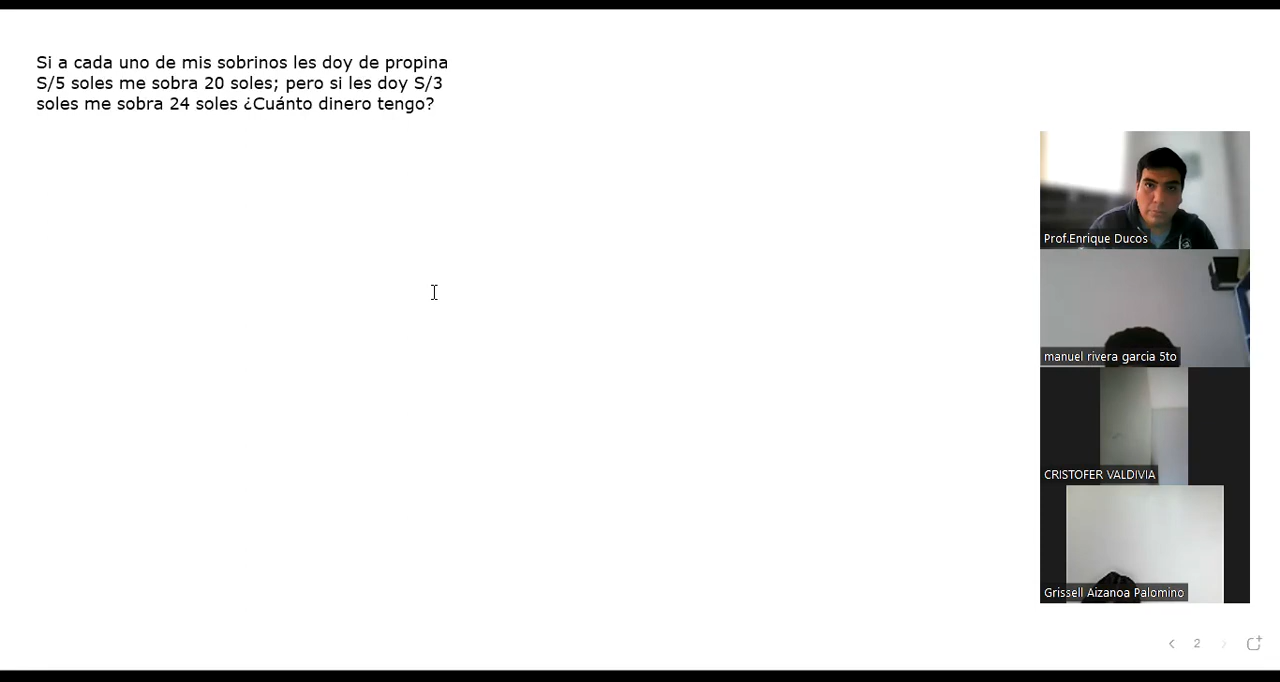 Si a cada uno de mis sobrinos les doy de propina
S/5 soles me sobra 20 soles; pero si les doy S/3
soles me sobra 24 soles ¿Cuánto dinero tengo?
Prof.Enrique Ducos
manuel rivera garcia 5to
CRISTOFER VALDIVIA
Grissell Aizanoa Palomino
2